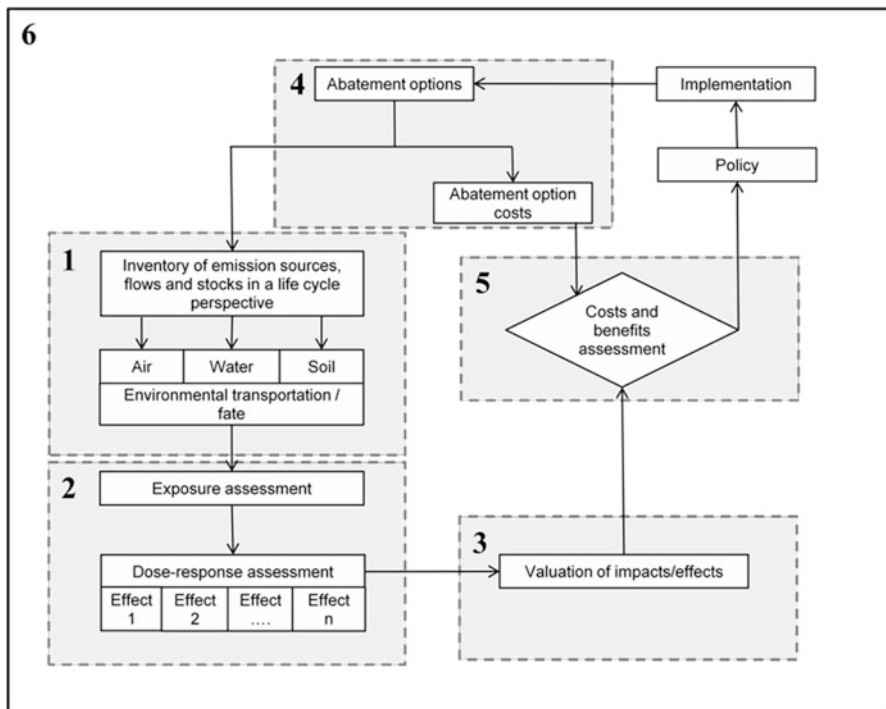 6
4
Abatement options
Implementation
Policy
Abatement option
costs
1
Inventory of emission sources,
flows and stocks in a life cycle
perspective
5
Costs and
benefits
assessment
Air
Water
Soil
Environmental transportation /
fate
2
Exposure assessment
3
Dose-response assessment
Valuation of impacts/effects
Effect
1
Effect
2
Effect
....
Effect
n